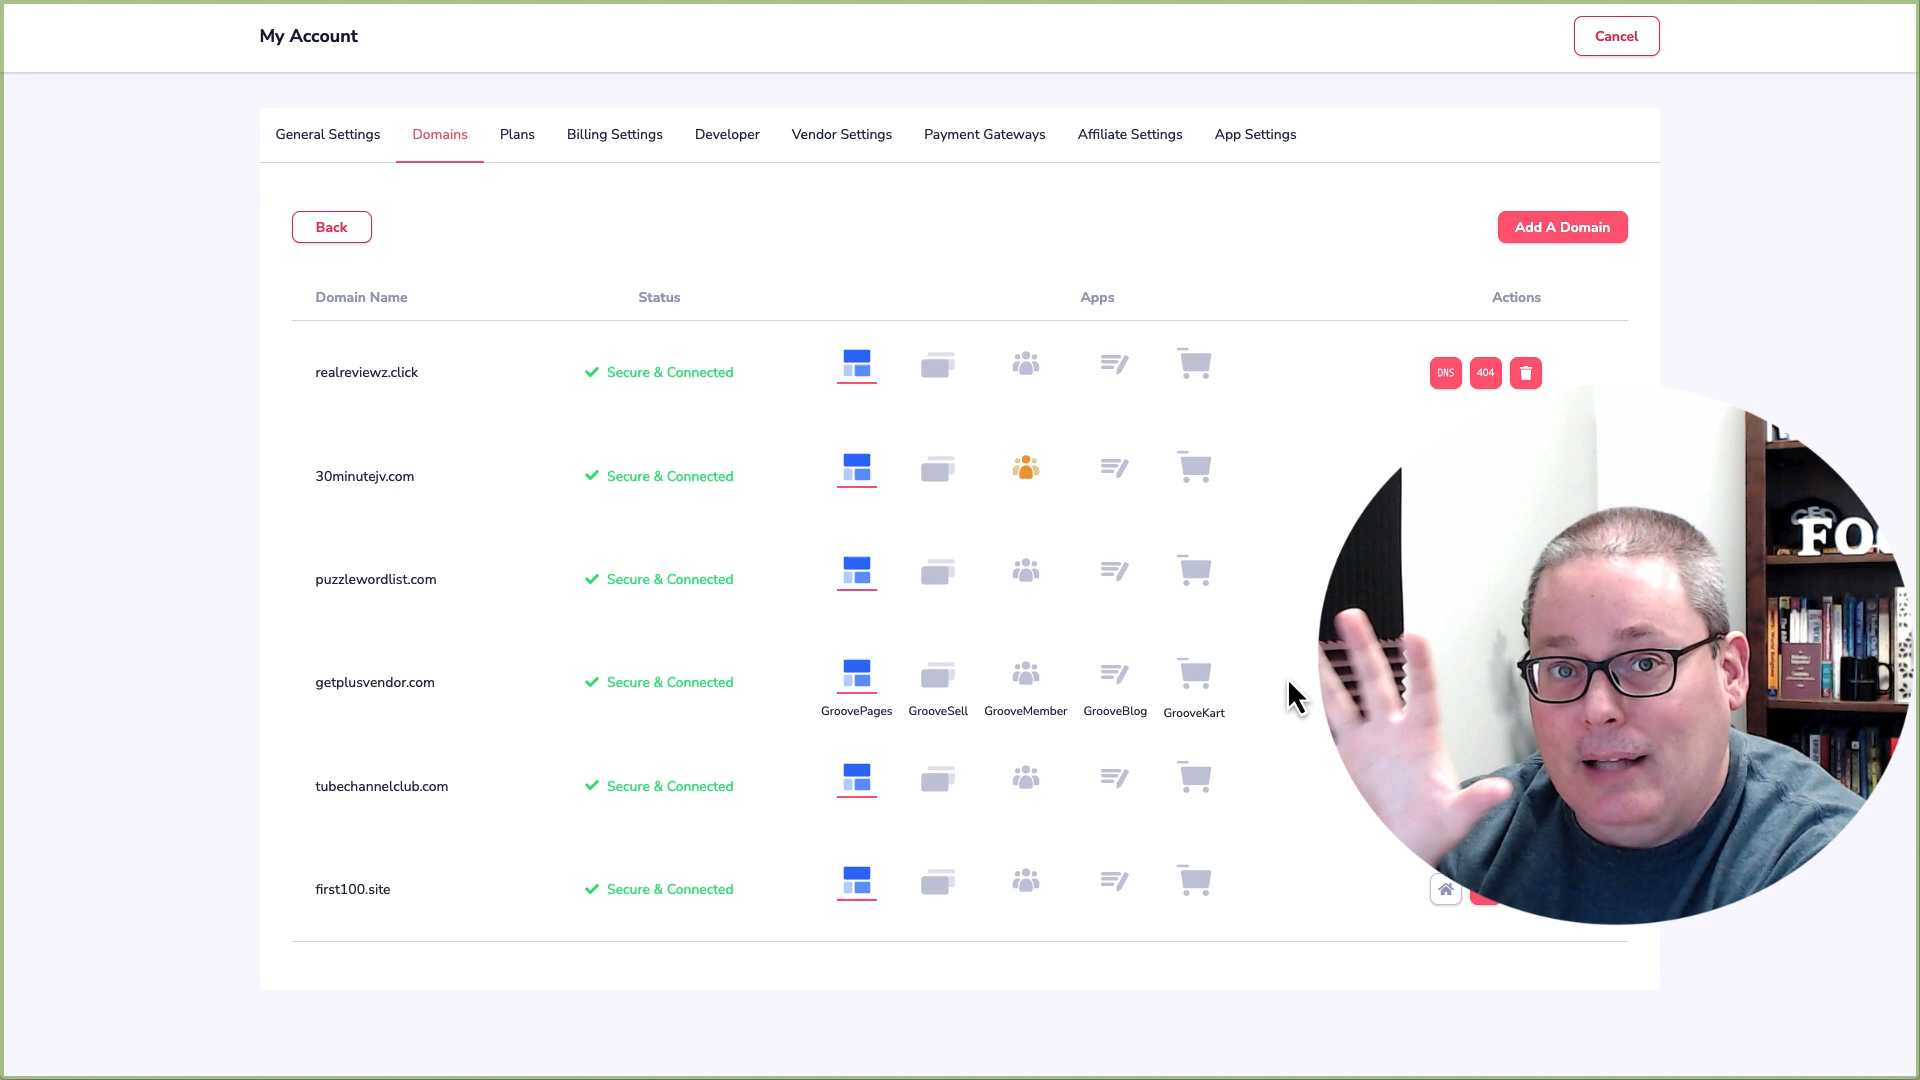 My Account
Cancel
General Settings Domains Plans Billing Settings Developer Vendor Settings Payment Gateways Affiliate Settings App Settings
Back Add A Domain
Domain Name Status Apps Actions
realreviewz.click Secure & Connected DNS 404
30minutejv.com Secure & Connected
puzzlewordlist.com Secure & Connected
getplusvendor.com Secure & Connected
GroovePages GrooveSell GrooveMember GrooveBlog GrooveKart
tubechannelclub.com Secure & Connected
first100.site Secure & Connected
FO